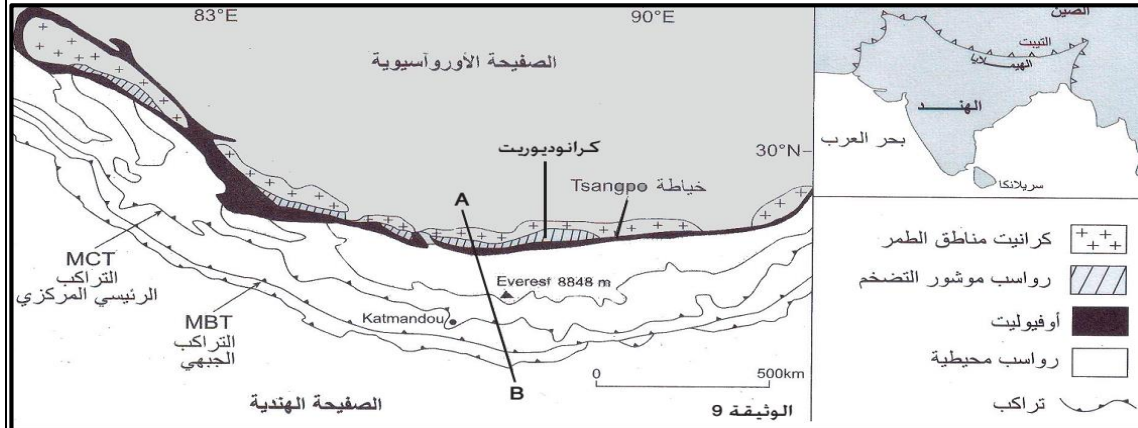 83°E
90°E
الصفيحة الأوروآسيوية
كرانوديوريت
30°N
خياطة Tsangpo
A
MCT
التراكب
الرئيسي المركزي
MBT
التراكب
الجبهي
Everest 8848 m
Katmandou
B
0 500km
الصفيحة الهندية
الوثيقة 9
الصين
التيبت
الهيملايا
الهند
بحر العرب
سريلانكا
كرانيت مناطق الطمر
رواسب موشور التضخم
أوفيوليت
رواسب محيطية
تراكب